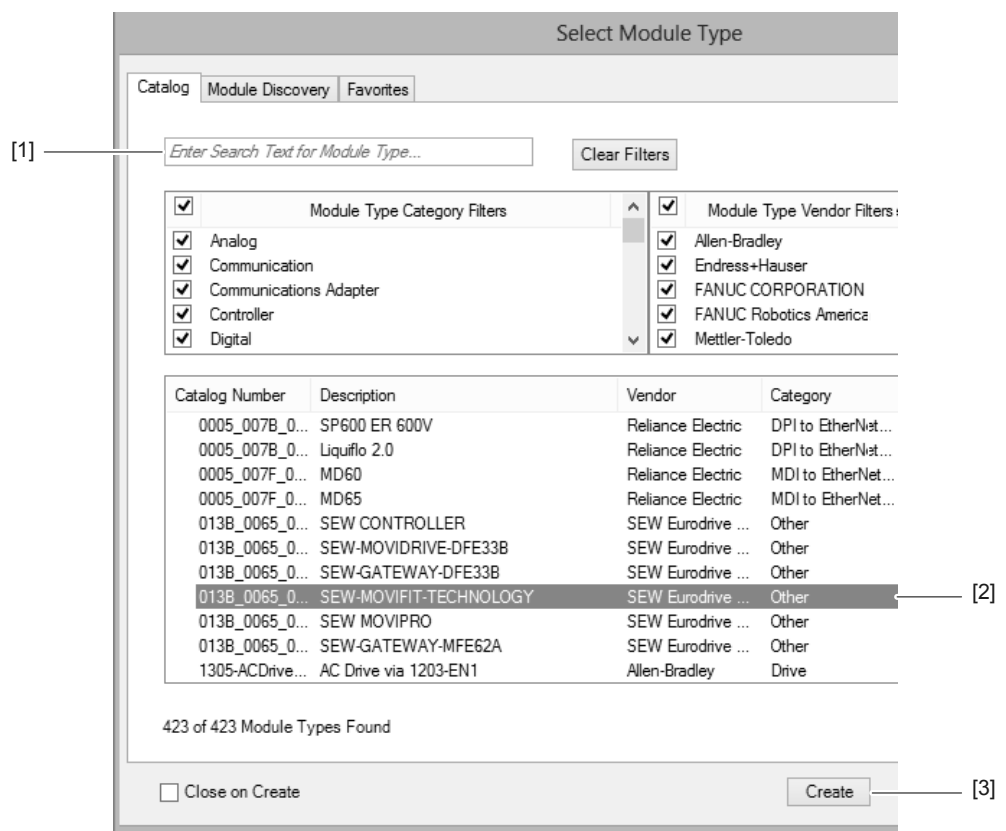 Select Module Type
Catalog Module Discovery Favorites
[1] Enter Search Text for Module Type... Clear Filters
Module Type Category Filters Module Type Vendor Filters
Analog Allen-Bradley
Communication Endress+Hauser
Communications Adapter FANUC CORPORATION
Controller FANUC Robotics America
Digital Mettler-Toledo
Catalog Number Description Vendor Category
0005_007B_0... SP600 ER 600V Reliance Electric DPI to EtherNet...
0005_007B_0... Liquiflo 2.0 Reliance Electric DPI to EtherNet...
0005_007F_0... MD60 Reliance Electric MDI to EtherNet...
0005_007F_0... MD65 Reliance Electric MDI to EtherNet...
013B_0065_0... SEW CONTROLLER SEW Eurodrive ... Other
013B_0065_0... SEW-MOVIDRIVE-DFE33B SEW Eurodrive ... Other
013B_0065_0... SEW-GATEWAY-DFE33B SEW Eurodrive ... Other
013B_0065_0... SEW-MOVIFIT-TECHNOLOGY SEW Eurodrive ... Other [2]
013B_0065_0... SEW MOVIPRO SEW Eurodrive ... Other
013B_0065_0... SEW-GATEWAY-MFE62A SEW Eurodrive ... Other
1305-ACDrive... AC Drive via 1203-EN1 Allen-Bradley Drive
423 of 423 Module Types Found
Close on Create Create [3]